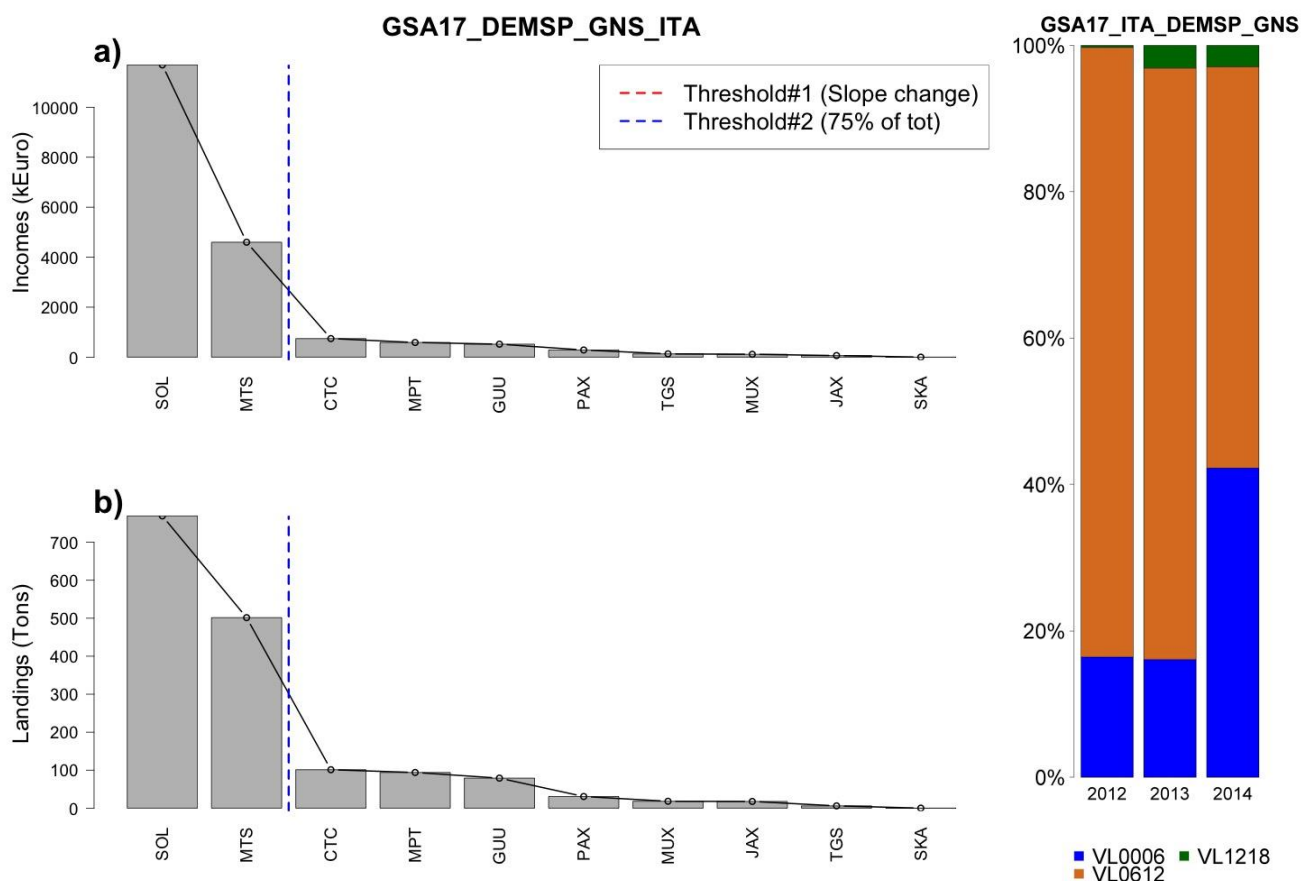 GSA17_DEMSP_GNS_ITA
a)
Incomes (kEuro)
10000
8000
6000
4000
2000
0
Threshold#1 (Slope change)
Threshold#2 (75% of tot)
SOL MTS CTC MPT GUU PAX TGS MUX JAX SKA
b)
Landings (Tons)
700
600
500
400
300
200
100
0
SOL MTS CTC MPT GUU PAX MUX JAX TGS SKA
GSA17_ITA_DEMSP_GNS
100%
80%
60%
40%
20%
0%
2012 2013 2014
VL0006 VL1218
VL0612